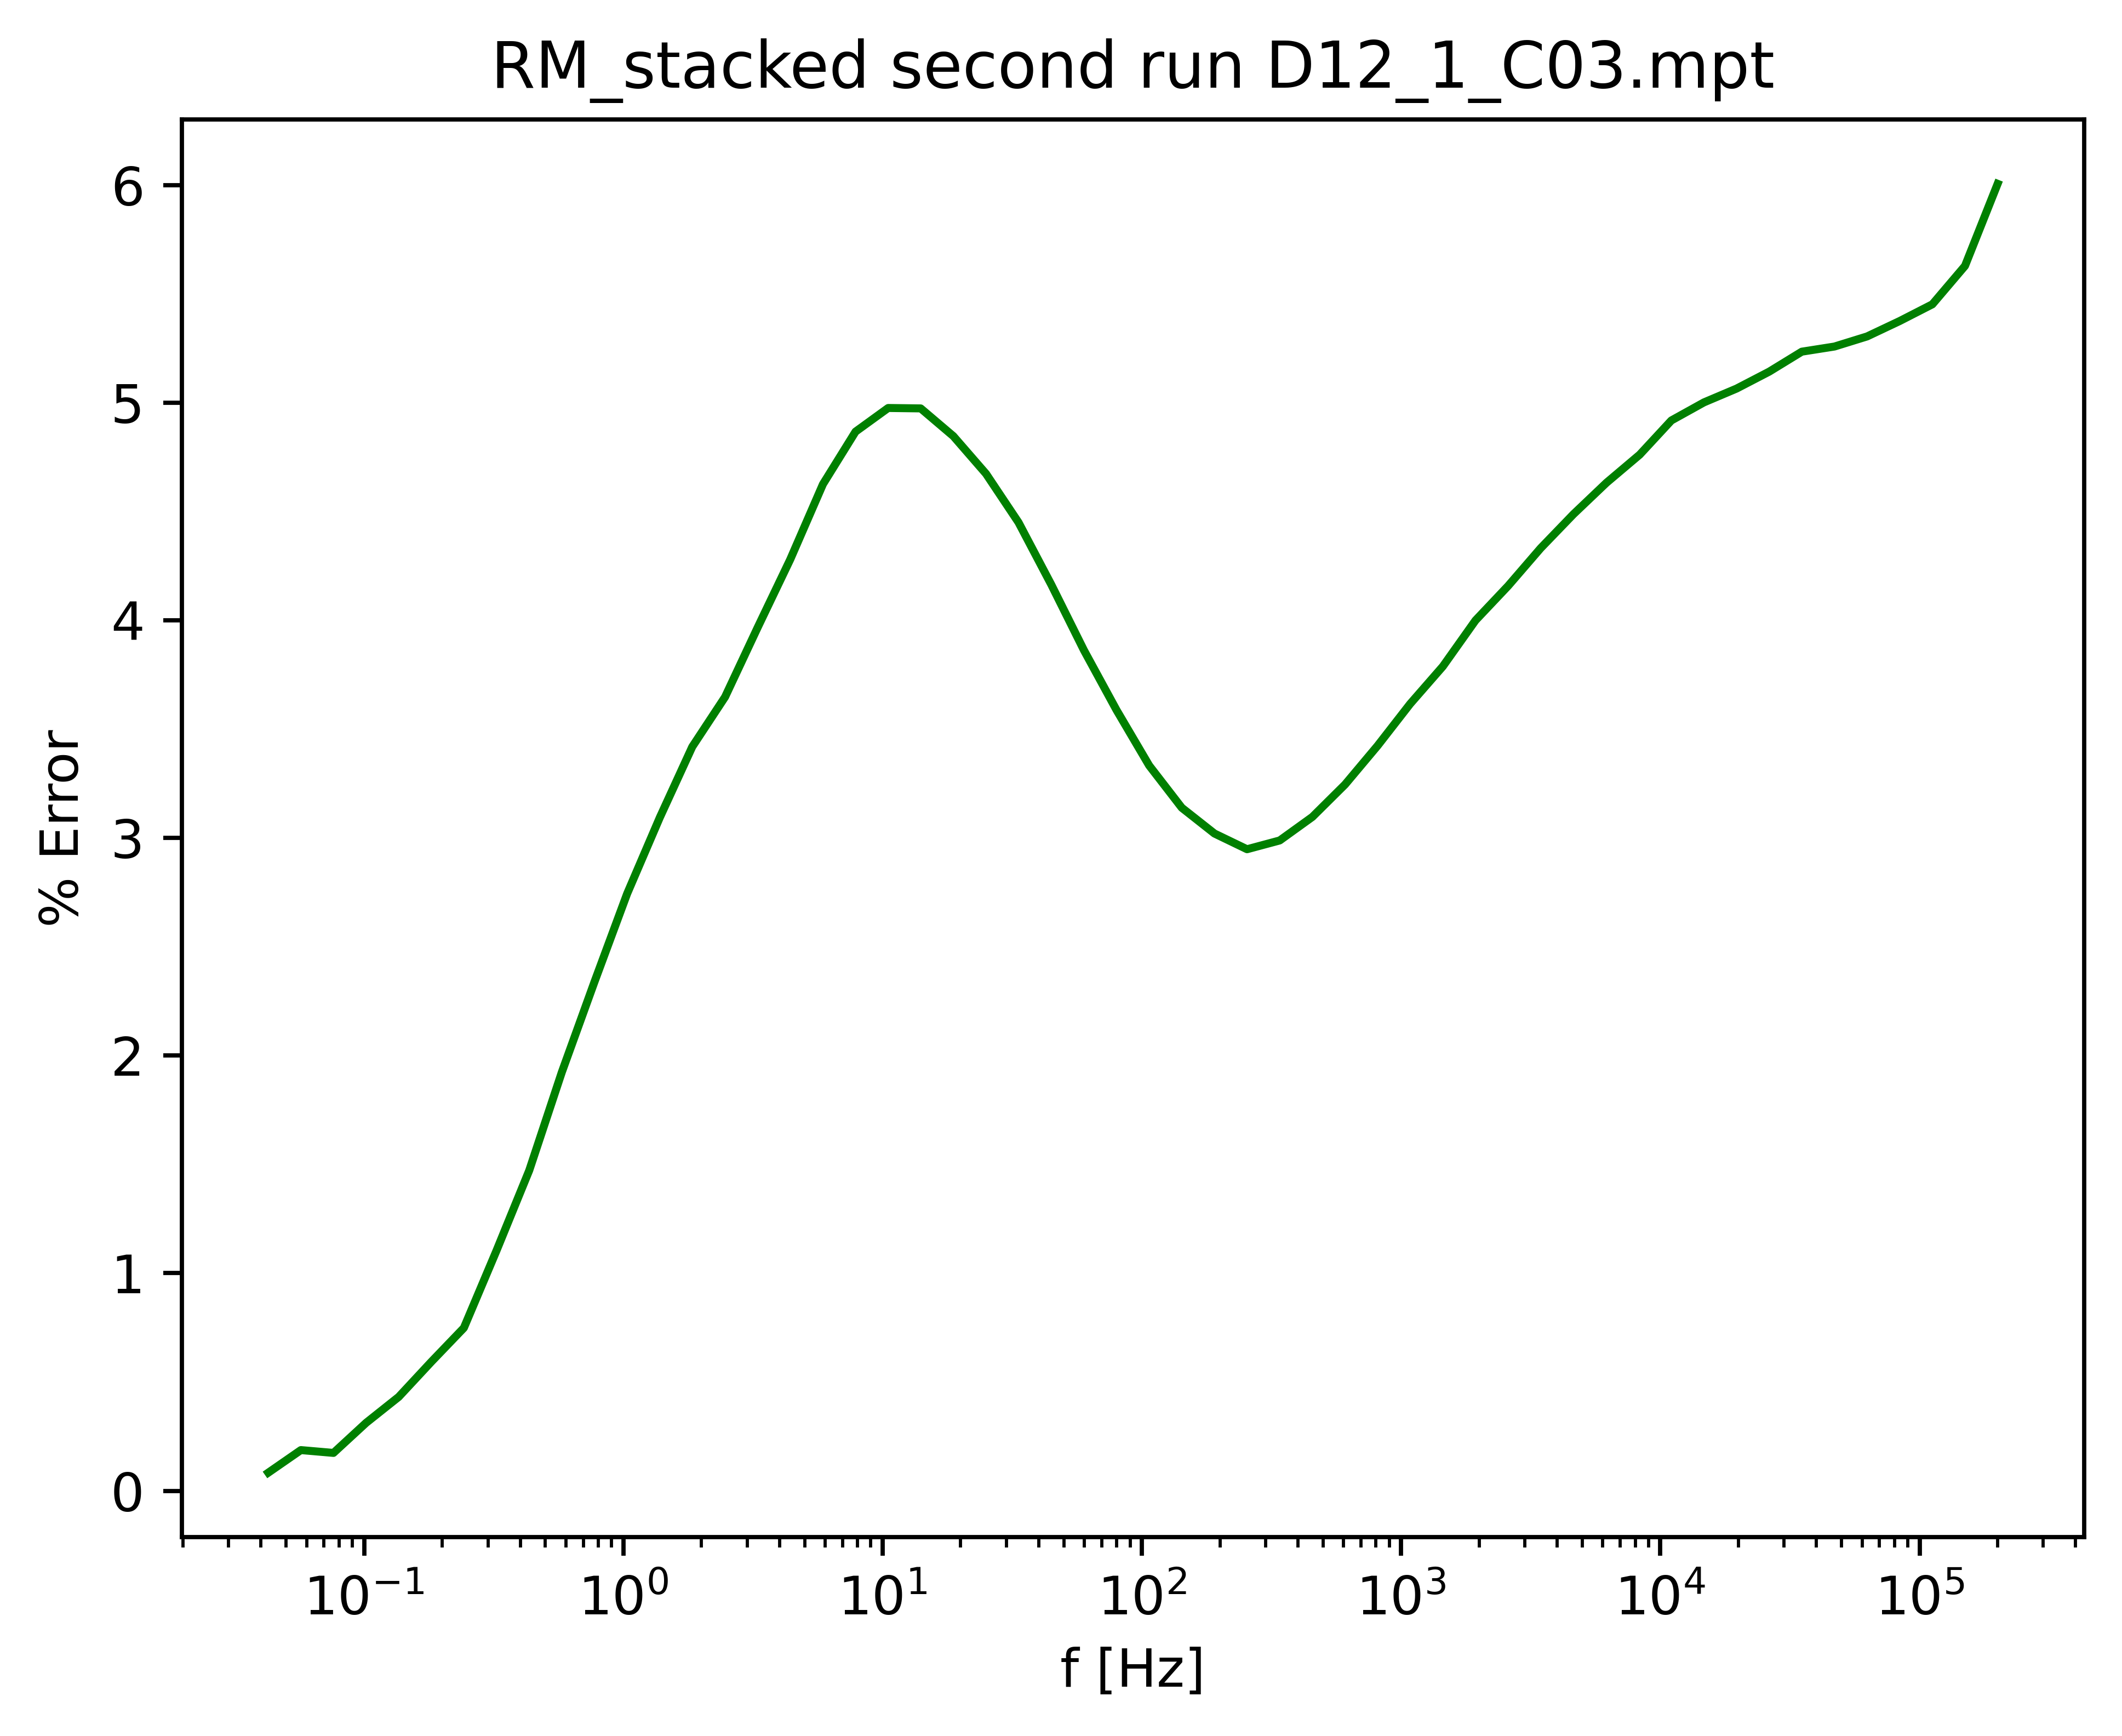 RM_stacked second run D12_1_C03.mpt
% Error
6
5
4
3
2
1
0
10⁻¹ 10⁰ 10¹ 10² 10³ 10⁴ 10⁵
f [Hz]